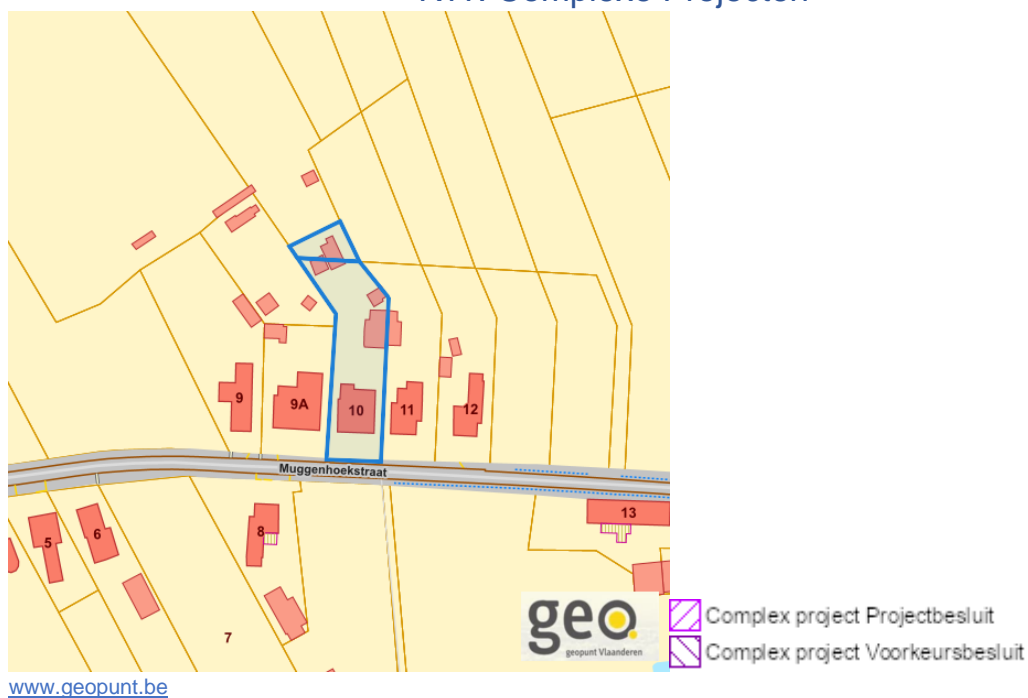 9
9A
10
11
12
Muggenhoekstraat
5
6
8
13
7
geo
geopunt Vlaanderen
Complex project Projectbesluit
Complex project Voorkeursbesluit
www.geopunt.be